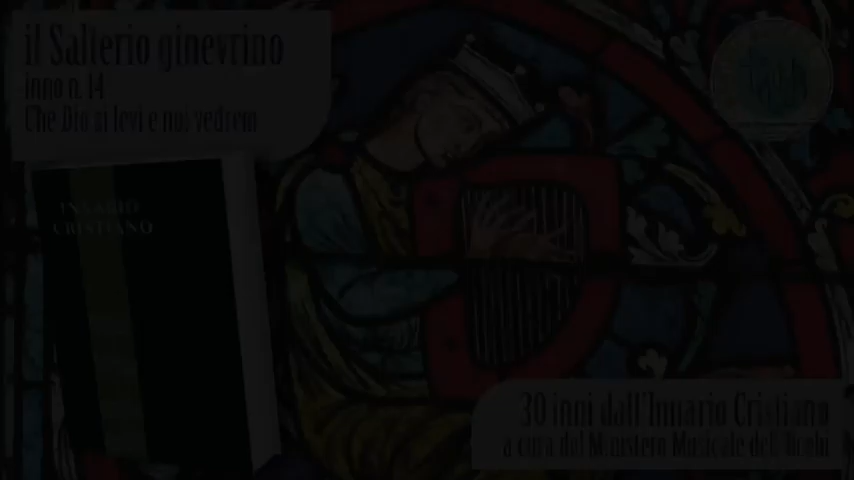 il Salterio ginevrino
inno n. 14
Che Dio si levi e noi vedrem
INNARIO
CRISTIANO
30 inni dall'Innario Cristiano
a cura del Ministero Musicale